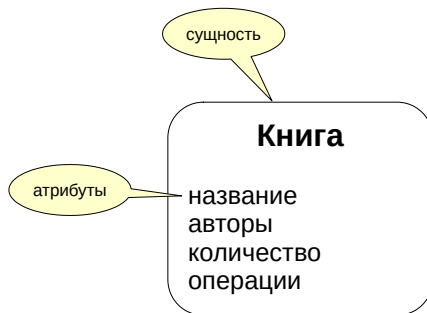 сущность
Книга
атрибуты
название
авторы
количество
операции